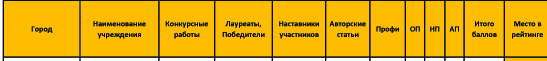 Город
Наименование учреждения
Конкурсные работы
Лауреаты, Победители
Наставники участников
Авторские статьи
Профи
ОП
НП
АП
Итого баллов
Место в рейтинге